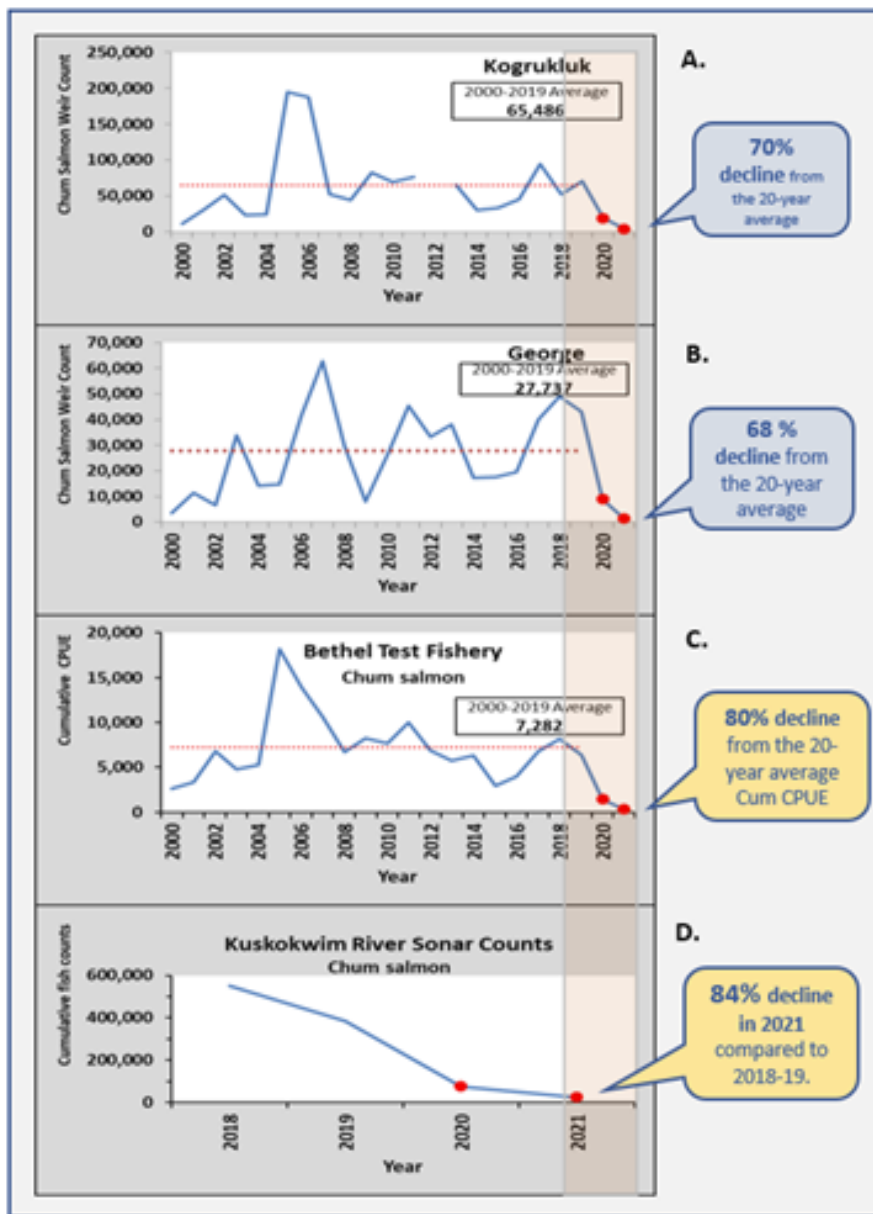 A.
Kogrukluk
2000-2019 Average
65,486
Chum Salmon Weir Count
250,000
200,000
150,000
100,000
50,000
0
2000
2002
2004
2006
2008
2010
2012
2014
2016
2018
2020
Year
70%
decline from
the 20-year
average
B.
George
2000-2019 Average
27,737
Chum Salmon Weir Count
70,000
60,000
50,000
40,000
30,000
20,000
10,000
0
2000
2002
2004
2006
2008
2010
2012
2014
2016
2018
2020
Year
68 %
decline from
the 20-year
average
C.
Bethel Test Fishery
Chum salmon
2000-2019 Average
7,282
Cumulative CPUE
20,000
15,000
10,000
5,000
0
2000
2002
2004
2006
2008
2010
2012
2014
2016
2018
2020
Year
80% decline
from the 20-
year average
Cum CPUE
D.
Kuskokwim River Sonar Counts
Chum salmon
Cumulative fish counts
600,000
400,000
200,000
0
2018
2019
2020
2021
Year
84% decline
in 2021
compared to
2018-19.